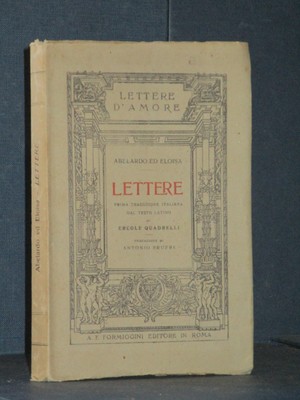 LETTERE
D'AMORE
ABELARDO ED ELOISA
LETTERE
PRIMA TRADUZIONE ITALIANA
DAL TESTO LATINO
DI
ERCOLE QUADRELLI
A. F. FORMIGGINI EDITORE IN ROMA
Abelardo ed Eloisa - LETTERE